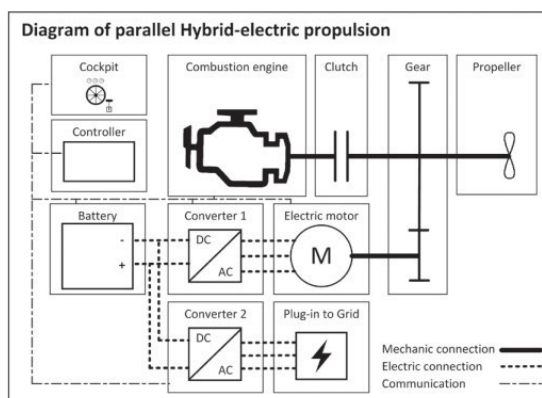 Diagram of parallel Hybrid-electric propulsion
Cockpit
Combustion engine
Clutch
Gear
Propeller
Controller
Battery
-
+
Converter 1
DC
AC
Electric motor
M
Converter 2
DC
AC
Plug-in to Grid
Mechanic connection
Electric connection
Communication